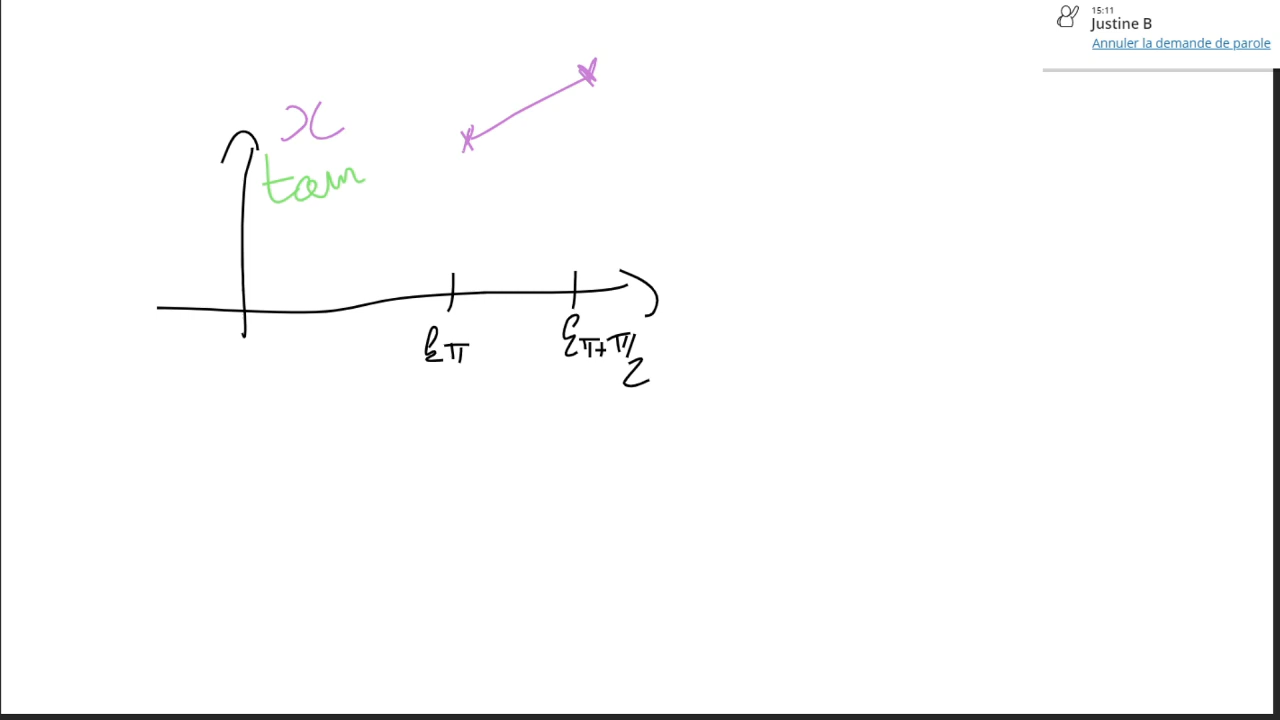 15:11
Justine B
Annuler la demande de parole
x
tan
kπ
kπ+π/2